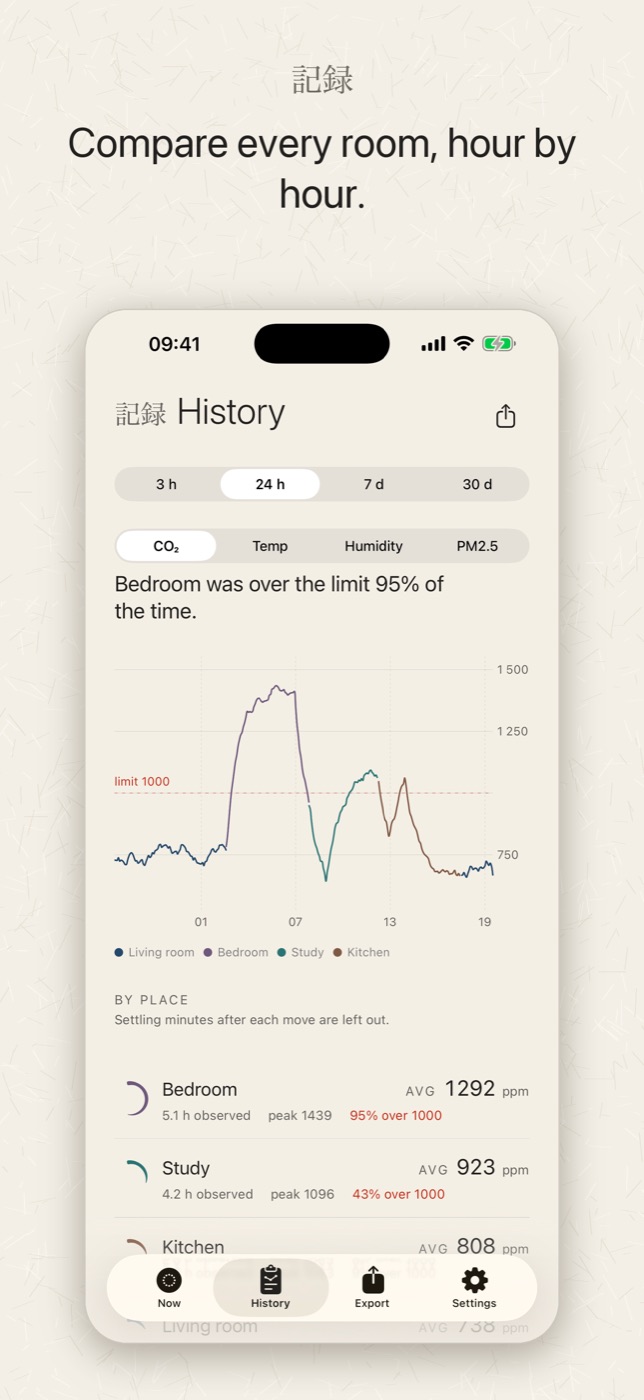 記録
Compare every room, hour by
hour.
09:41
記録 History
3 h 24 h 7 d 30 d
CO₂ Temp Humidity PM2.5
Bedroom was over the limit 95% of
the time.
1 500
1 250
limit 1000
750
01 07 13 19
Living room Bedroom Study Kitchen
BY PLACE
Settling minutes after each move are left out.
Bedroom AVG 1292 ppm
5.1 h observed peak 1439 95% over 1000
Study AVG 923 ppm
4.2 h observed peak 1096 43% over 1000
Kitchen AVG 808 ppm
Now History Export Settings
Living room AVG 738 ppm